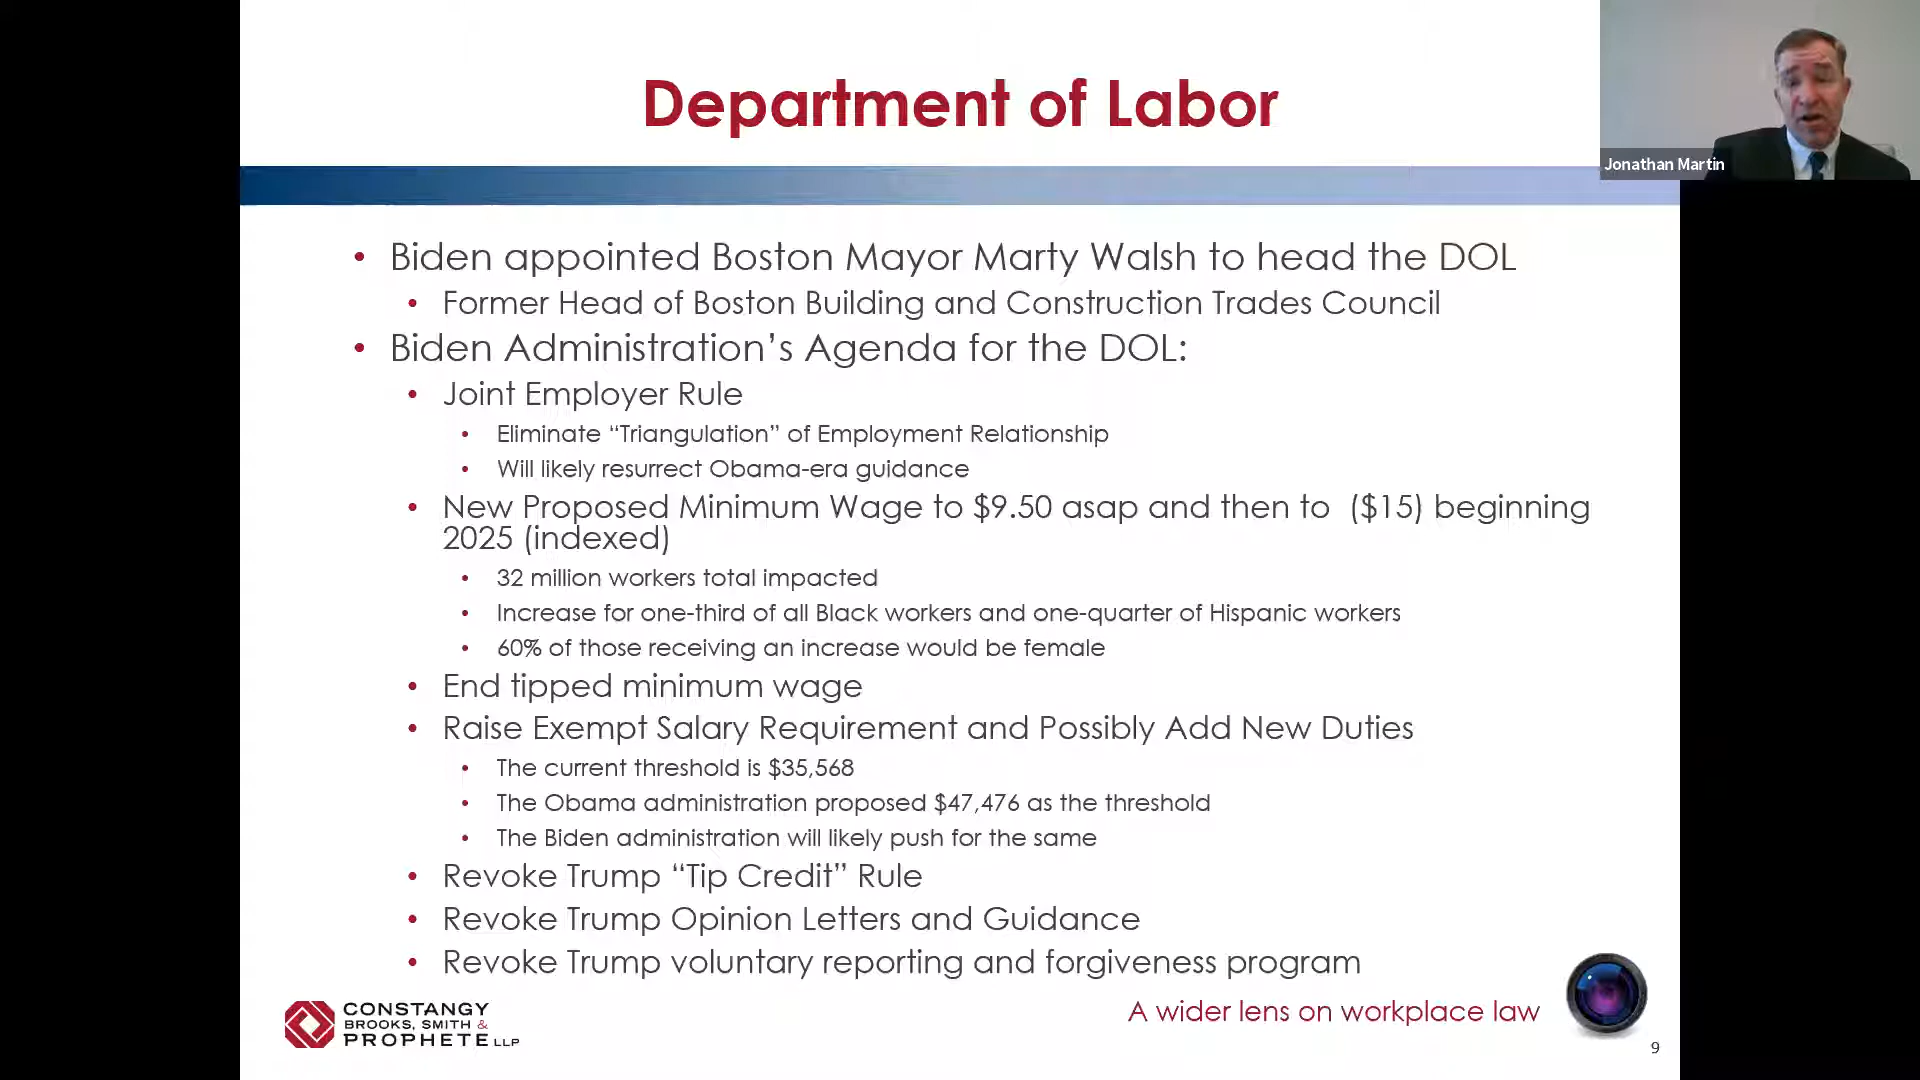 Department of Labor
Jonathan Martin
• Biden appointed Boston Mayor Marty Walsh to head the DOL
• Former Head of Boston Building and Construction Trades Council
• Biden Administration’s Agenda for the DOL:
• Joint Employer Rule
• Eliminate “Triangulation” of Employment Relationship
• Will likely resurrect Obama-era guidance
• New Proposed Minimum Wage to $9.50 asap and then to ($15) beginning
2025 (indexed)
• 32 million workers total impacted
• Increase for one-third of all Black workers and one-quarter of Hispanic workers
• 60% of those receiving an increase would be female
• End tipped minimum wage
• Raise Exempt Salary Requirement and Possibly Add New Duties
• The current threshold is $35,568
• The Obama administration proposed $47,476 as the threshold
• The Biden administration will likely push for the same
• Revoke Trump “Tip Credit” Rule
• Revoke Trump Opinion Letters and Guidance
• Revoke Trump voluntary reporting and forgiveness program
CONSTANGY
BROOKS, SMITH &
PROPHETE LLP
A wider lens on workplace law
9